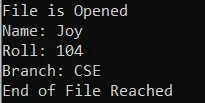 File is Opened
Name: Joy
Roll: 104
Branch: CSE
End of File Reached